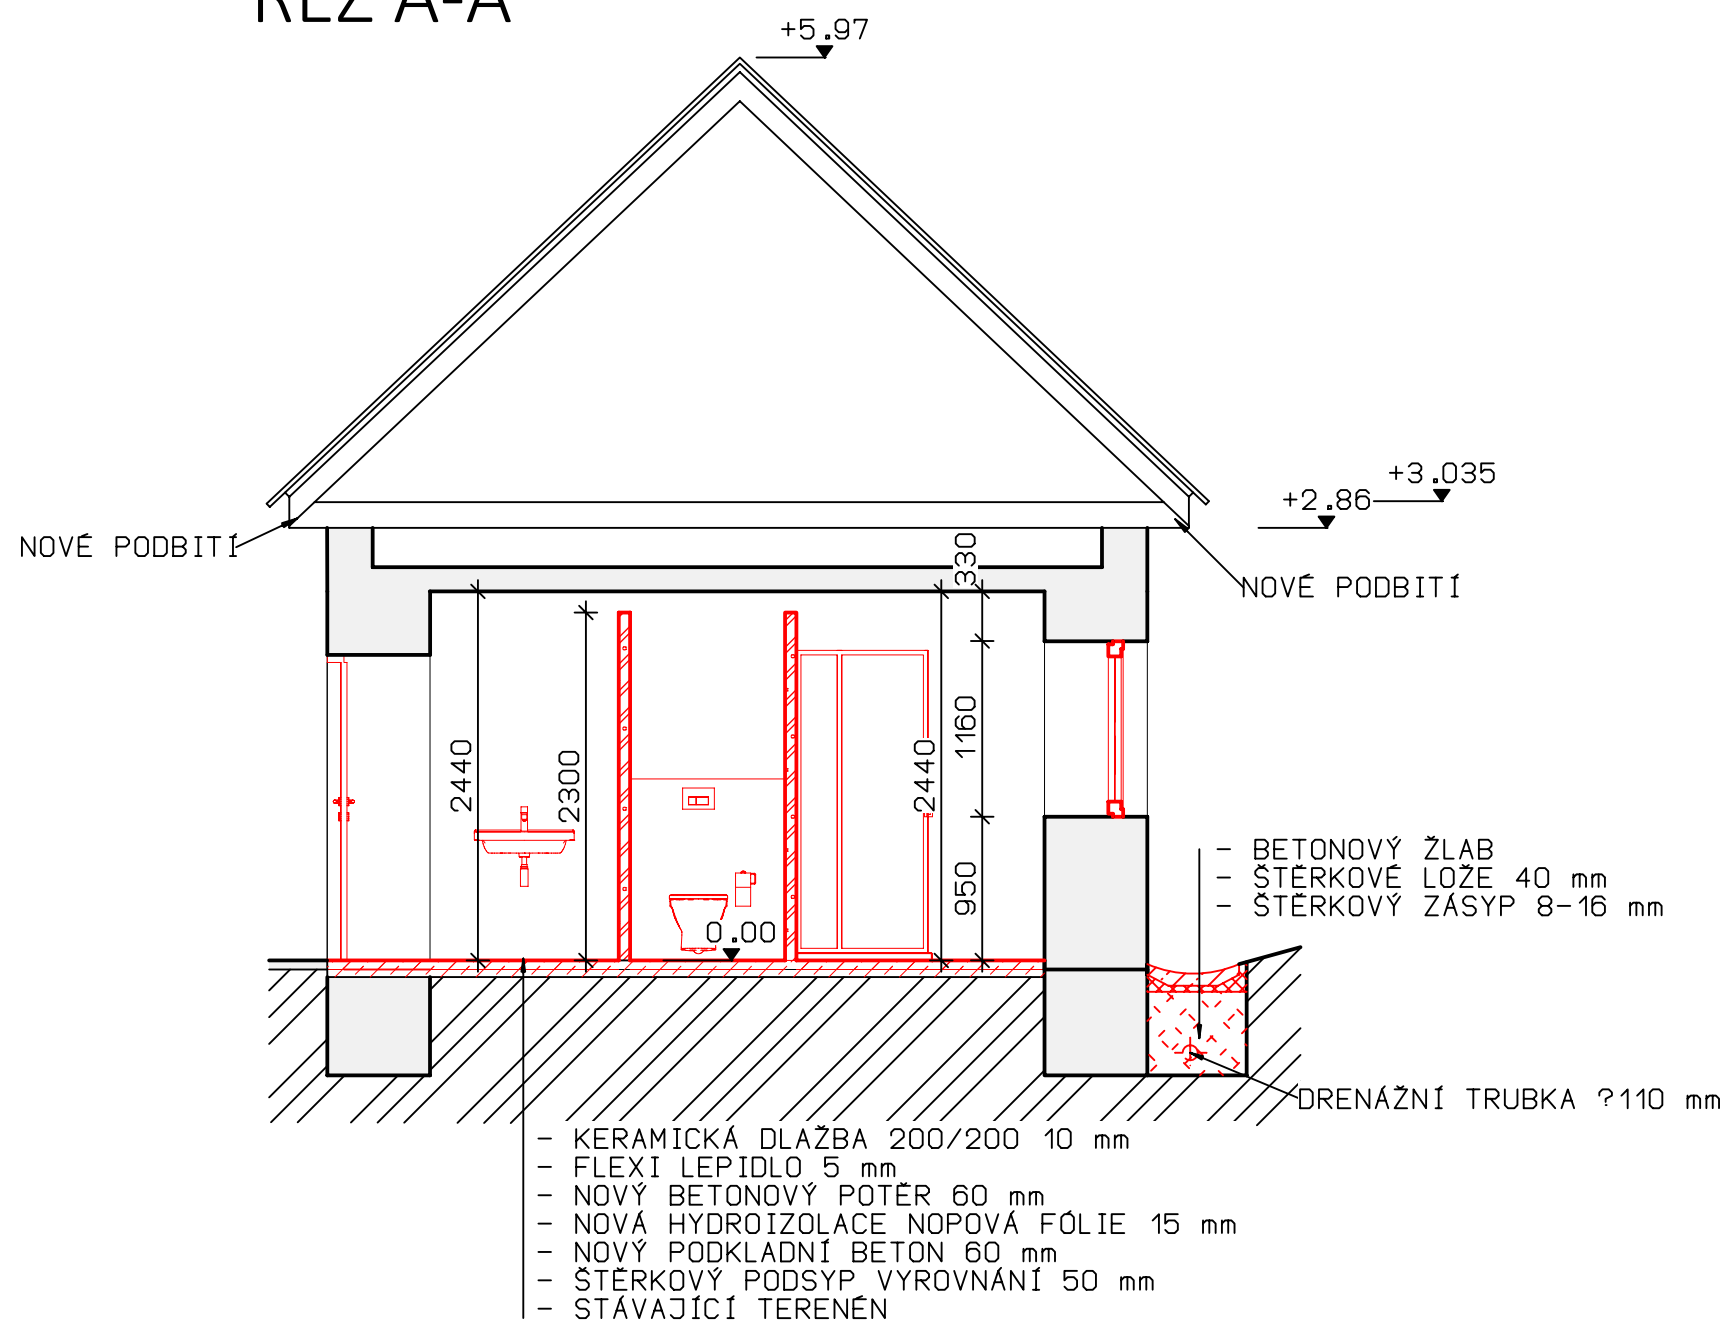 ŘEZ A-A
+5.97
+3.035
+2.86
NOVÉ PODBITÍ
NOVÉ PODBITÍ
330
1160
950
2440
2300
2440
0.00
- BETONOVÝ ŽLAB
- ŠTĚRKOVÉ LOŽE 40 mm
- ŠTĚRKOVÝ ZÁSYP 8-16 mm
DRENÁŽNÍ TRUBKA ?110 mm
- KERAMICKÁ DLAŽBA 200/200 10 mm
- FLEXI LEPIDLO 5 mm
- NOVÝ BETONOVÝ POTĚR 60 mm
- NOVÁ HYDROIZOLACE NOPOVÁ FÓLIE 15 mm
- NOVÝ PODKLADNÍ BETON 60 mm
- ŠTĚRKOVÝ PODSYP VYROVNÁNÍ 50 mm
- STÁVAJÍCÍ TERENÉN